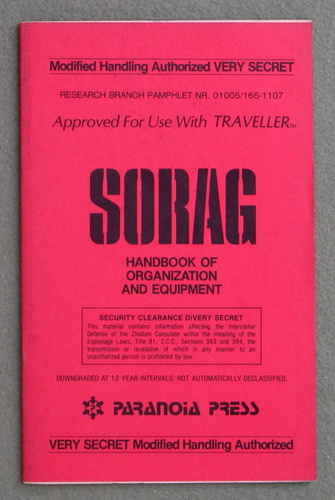 Modified Handling Authorized VERY SECRET
RESEARCH BRANCH PAMPHLET NR. 01005/165-1107
Approved For Use With TRAVELLER™
SORAG
HANDBOOK OF
ORGANIZATION
AND EQUIPMENT
SECURITY CLEARANCE D/VERY SECRET
This material contains information affecting the Interstellar
Defense of the Zhodani Consulate within the meaning of the
Espionage Laws, Title 61, Z.C.C., Sections 393 and 394, the
transmission or revelation of which in any manner to an
unauthorized person is prohibited by law.
DOWNGRADED AT 12 YEAR INTERVALS: NOT AUTOMATICALLY DECLASSIFIED.
PARANOIA PRESS
VERY SECRET Modified Handling Authorized